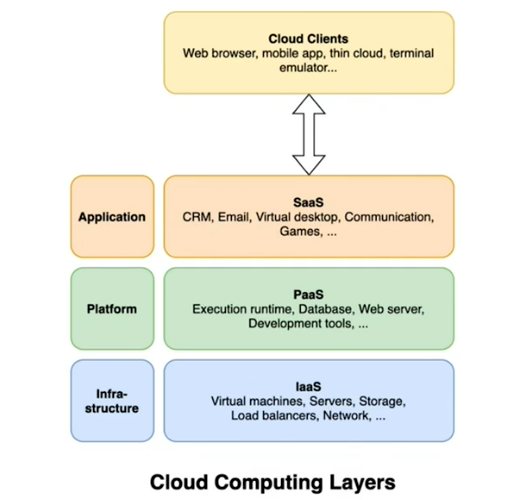 Cloud Clients
Web browser, mobile app, thin cloud, terminal
emulator...
Application
SaaS
CRM, Email, Virtual desktop, Communication,
Games, ...
Platform
PaaS
Execution runtime, Database, Web server,
Development tools, ...
Infra-
structure
IaaS
Virtual machines, Servers, Storage,
Load balancers, Network, ...
Cloud Computing Layers